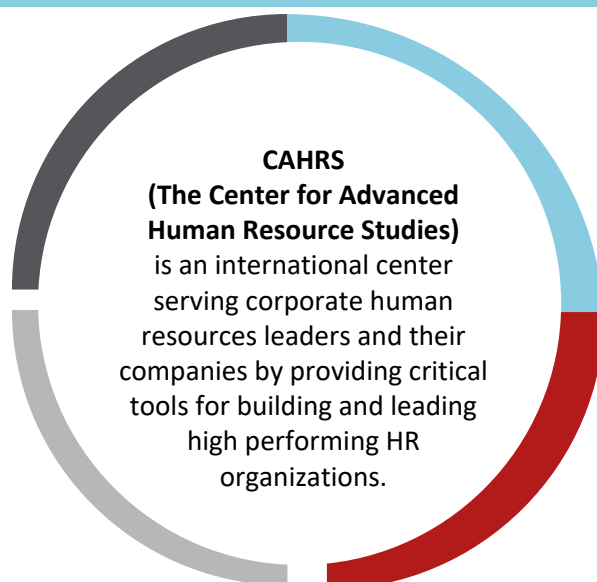 CAHRS
(The Center for Advanced
Human Resource Studies)
is an international center
serving corporate human
resources leaders and their
companies by providing critical
tools for building and leading
high performing HR
organizations.